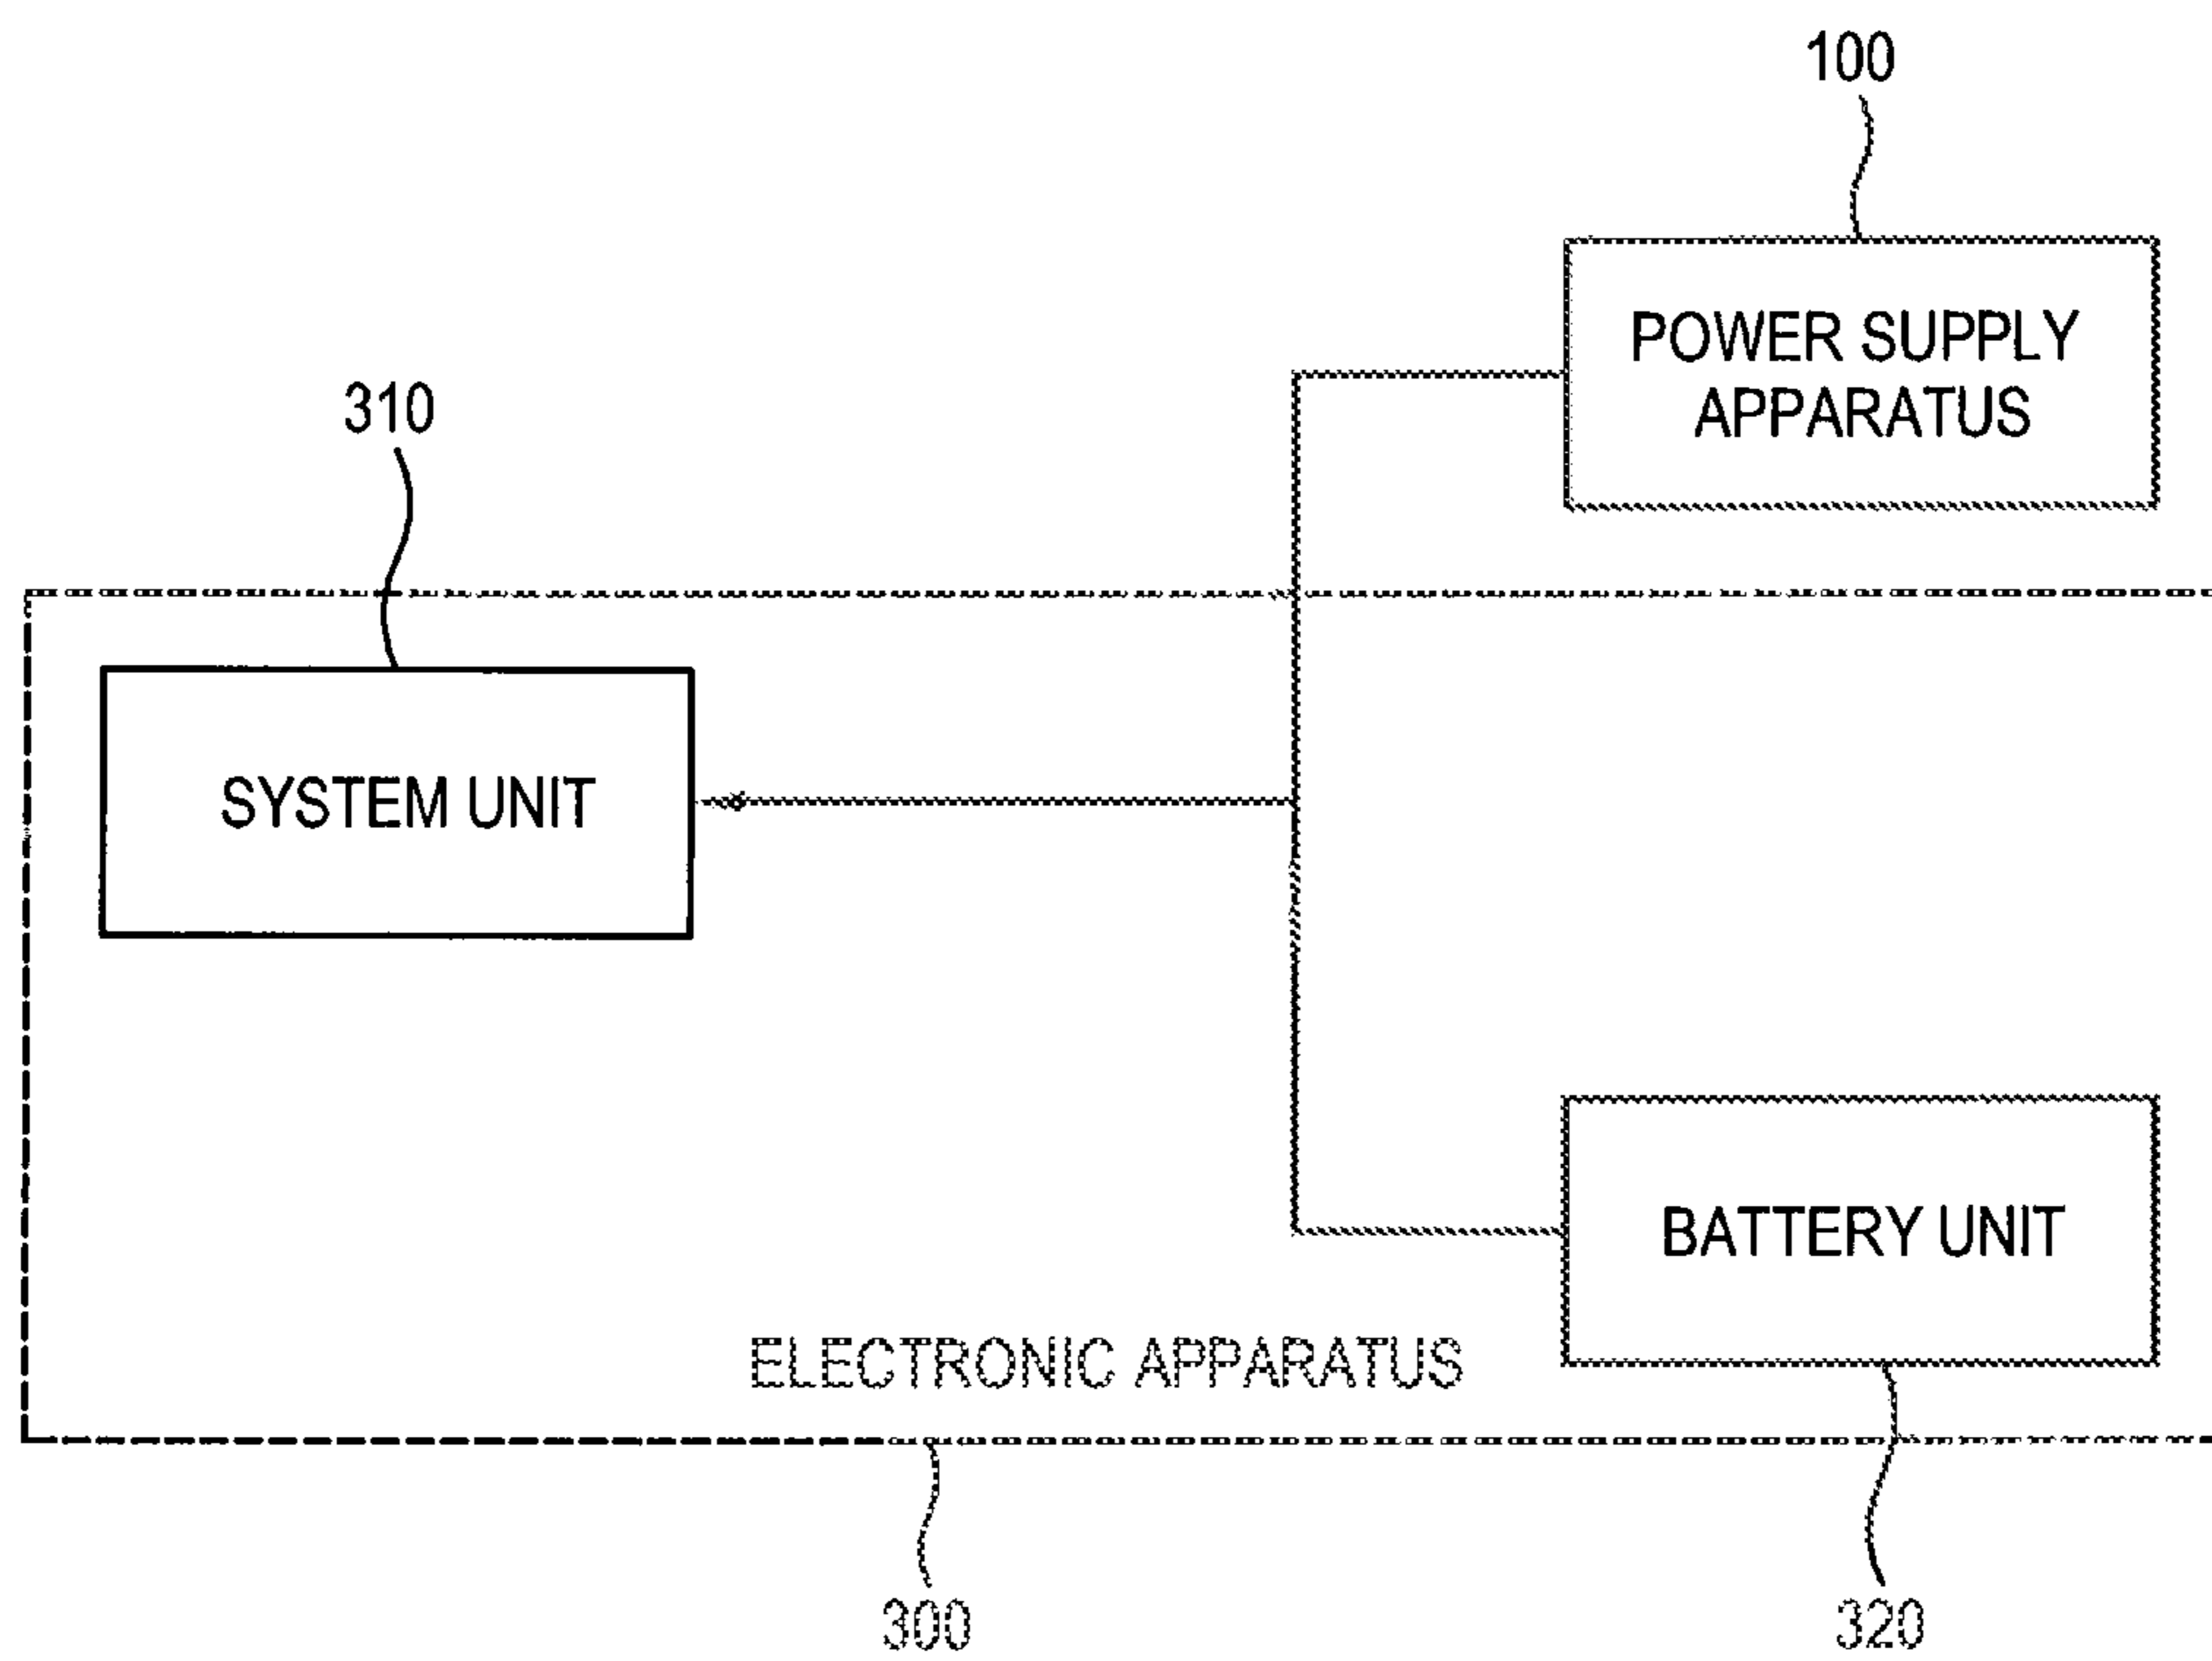 100
POWER SUPPLY
APPARATUS
310
SYSTEM UNIT
BATTERY UNIT
ELECTRONIC APPARATUS
300
320